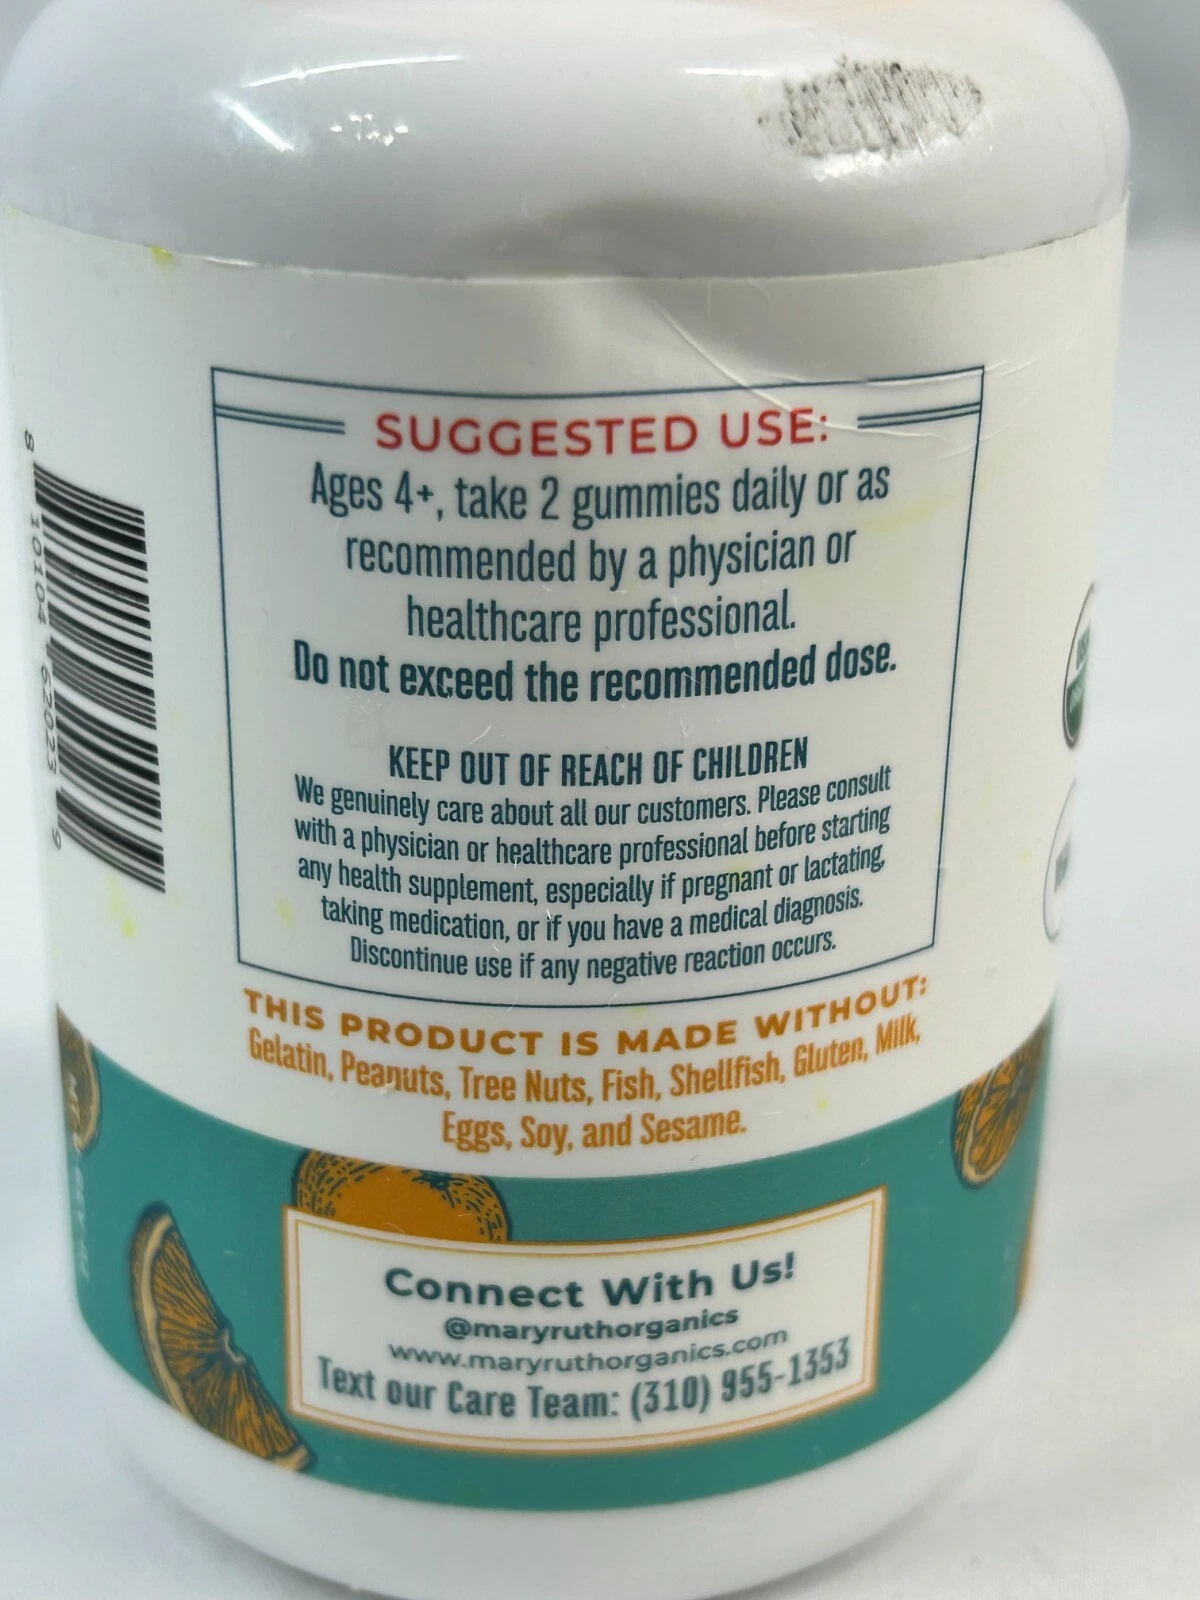 SUGGESTED USE:
Ages 4+, take 2 gummies daily or as
recommended by a physician or
healthcare professional.
Do not exceed the recommended dose.
KEEP OUT OF REACH OF CHILDREN
We genuinely care about all our customers. Please consult
with a physician or healthcare professional before starting
any health supplement, especially if pregnant or lactating,
taking medication, or if you have a medical diagnosis.
Discontinue use if any negative reaction occurs.
THIS PRODUCT IS MADE WITHOUT:
Gelatin, Peanuts, Tree Nuts, Fish, Shellfish, Gluten, Milk,
Eggs, Soy, and Sesame.
Connect With Us!
@maryruthorganics
www.maryruthorganics.com
Text our Care Team: (310) 955-1353
8 10104 62023 9